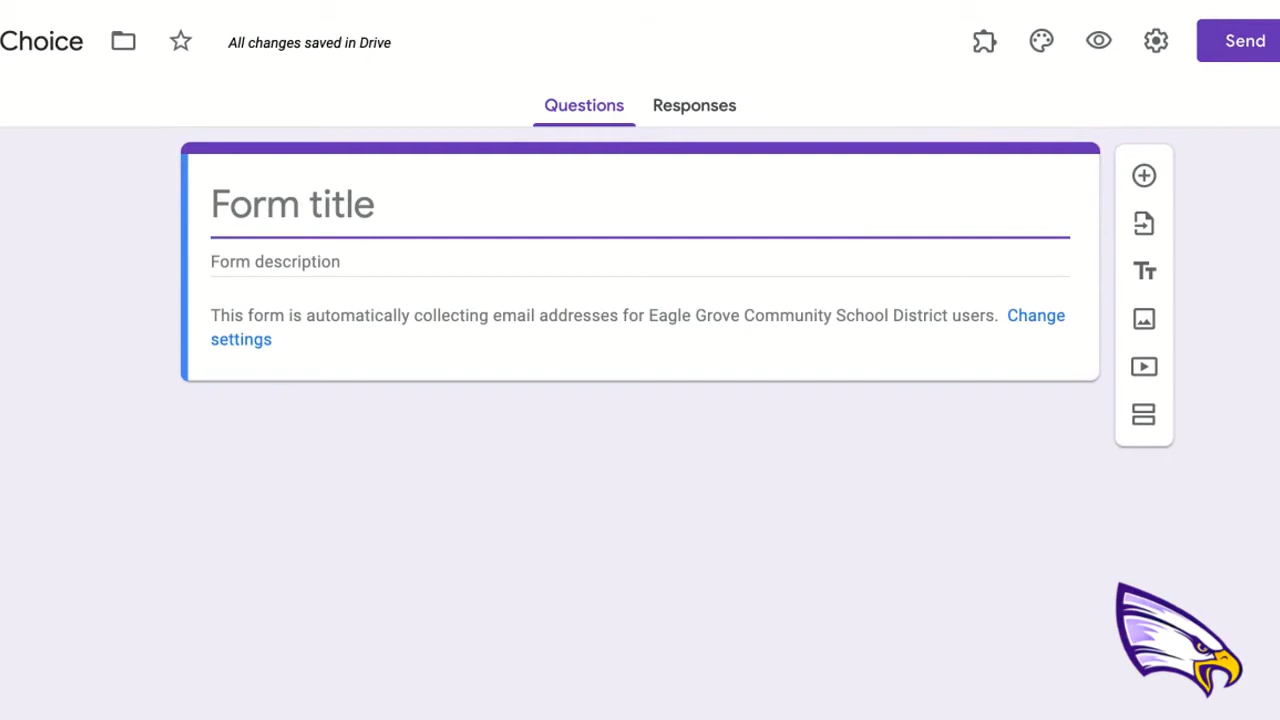 Choice
All changes saved in Drive
Send
Questions
Responses
Form title
Form description
This form is automatically collecting email addresses for Eagle Grove Community School District users. Change
settings
Tt